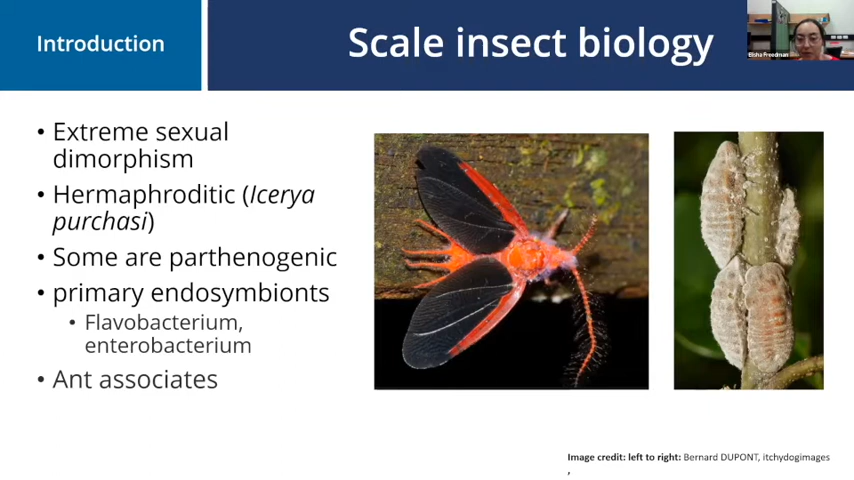 Introduction
Scale insect biology
Elisha Freedman
• Extreme sexual
dimorphism
• Hermaphroditic (Icerya
purchasi)
• Some are parthenogenic
• primary endosymbionts
• Flavobacterium,
enterobacterium
• Ant associates
Image credit: left to right: Bernard DUPONT, itchydogimages
,